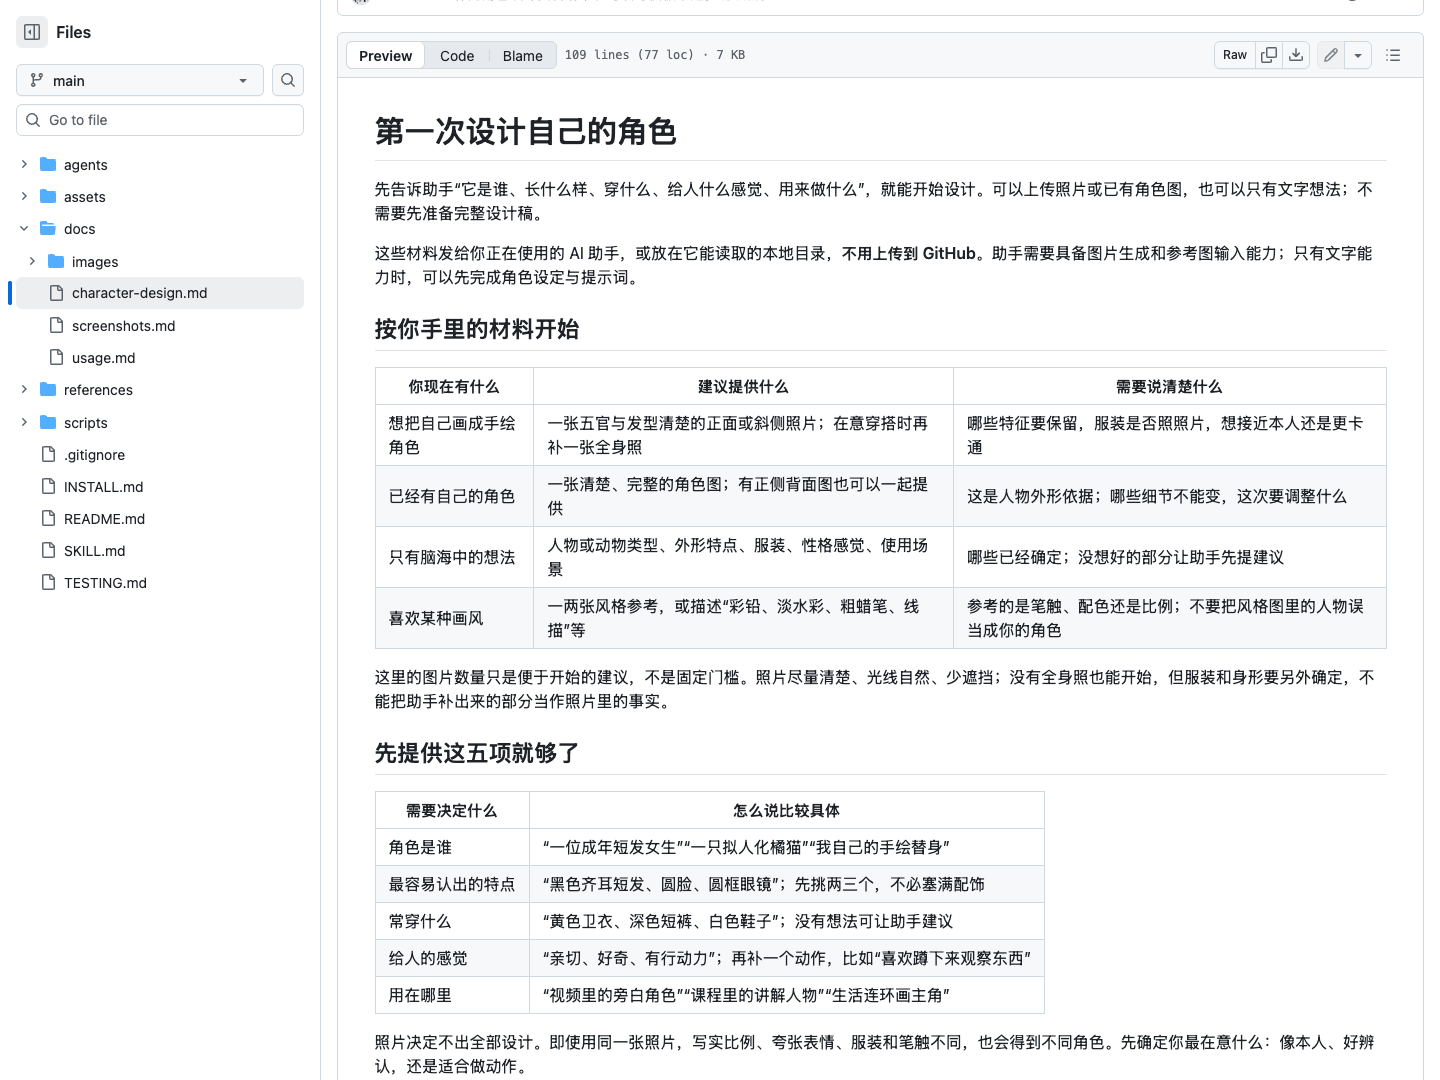 Files
main
Go to file
agents
assets
docs
images
character-design.md
screenshots.md
usage.md
references
scripts
.gitignore
INSTALL.md
README.md
SKILL.md
TESTING.md
Preview Code Blame 109 lines (77 loc) · 7 KB Raw
第一次设计自己的角色
先告诉助手“它是谁、长什么样、穿什么、给人什么感觉、用来做什么”，就能开始设计。可以上传照片或已有角色图，也可以只有文字想法；不
需要先准备完整设计稿。
这些材料发给你正在使用的 AI 助手，或放在它能读取的本地目录，不用上传到 GitHub。助手需要具备图片生成和参考图输入能力；只有文字能
力时，可以先完成角色设定与提示词。
按你手里的材料开始
你现在有什么 建议提供什么 需要说清楚什么
想把自己画成手绘 一张五官与发型清楚的正面或斜侧照片；在意穿搭时再 哪些特征要保留，服装是否照照片，想接近本人还是更卡
角色 补一张全身照 通
已经有自己的角色 一张清楚、完整的角色图；有正侧背面图也可以一起提 这是人物外形依据；哪些细节不能变，这次要调整什么
供
只有脑海中的想法 人物或动物类型、外形特点、服装、性格感觉、使用场 哪些已经确定；没想好的部分让助手先提建议
景
喜欢某种画风 一两张风格参考，或描述“彩铅、淡水彩、粗蜡笔、线 参考的是笔触、配色还是比例；不要把风格图里的人物误
描”等 当成你的角色
这里的图片数量只是便于开始的建议，不是固定门槛。照片尽量清楚、光线自然、少遮挡；没有全身照也能开始，但服装和身形要另外确定，不
能把助手补出来的部分当作照片里的事实。
先提供这五项就够了
需要决定什么 怎么说比较具体
角色是谁 “一位成年短发女生”“一只拟人化橘猫”“我自己的手绘替身”
最容易认出的特点 “黑色齐耳短发、圆脸、圆框眼镜”；先挑两三个，不必塞满配饰
常穿什么 “黄色卫衣、深色短裤、白色鞋子”；没有想法可让助手建议
给人的感觉 “亲切、好奇、有行动力”；再补一个动作，比如“喜欢蹲下来观察东西”
用在哪里 “视频里的旁白角色”“课程里的讲解人物”“生活连环画主角”
照片决定不出全部设计。即使用同一张照片，写实比例、夸张表情、服装和笔触不同，也会得到不同角色。先确定你最在意什么：像本人、好辨
认，还是适合做动作。